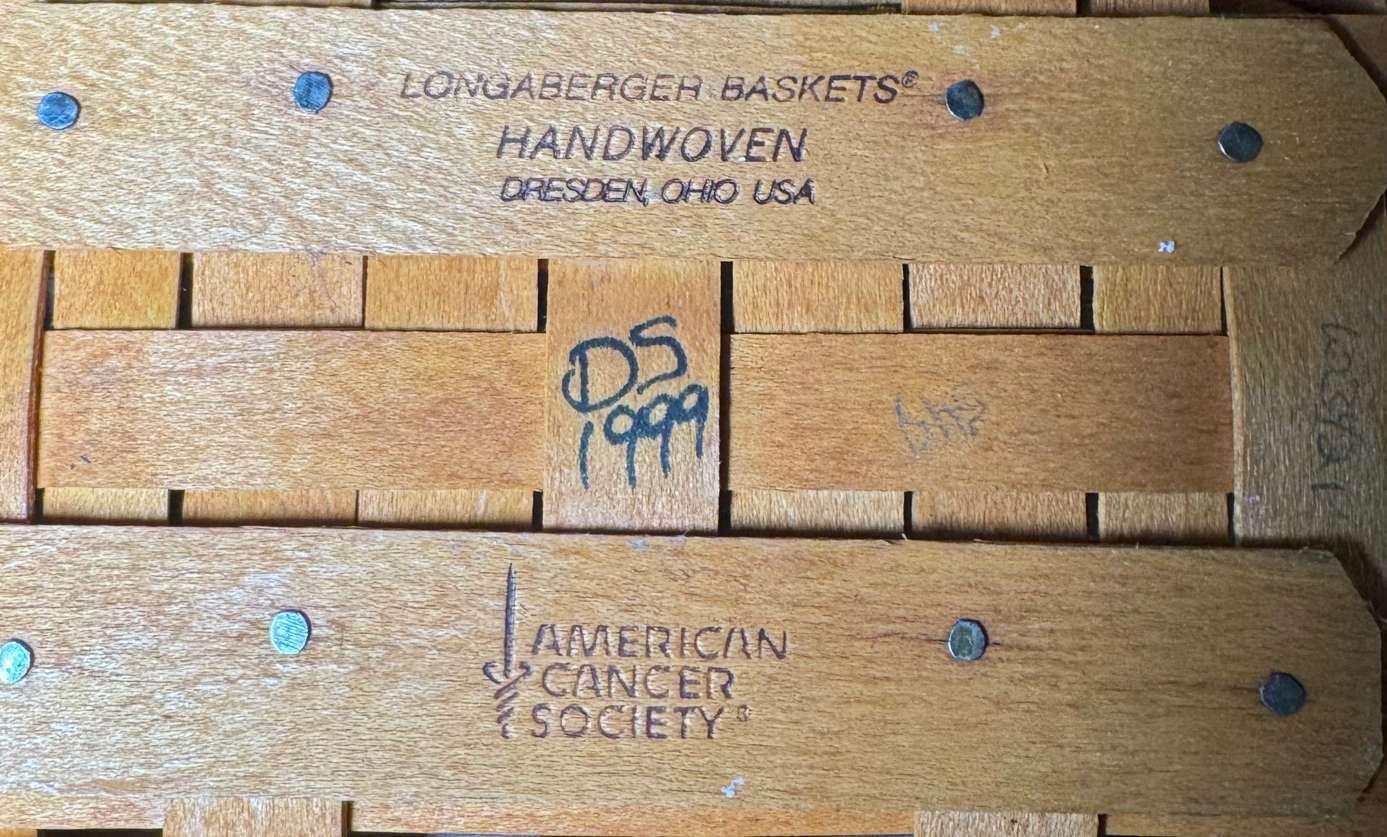 LONGABERGER BASKETS®
HANDWOVEN
DRESDEN, OHIO USA
DS
1999
AMERICAN
CANCER
SOCIETY®